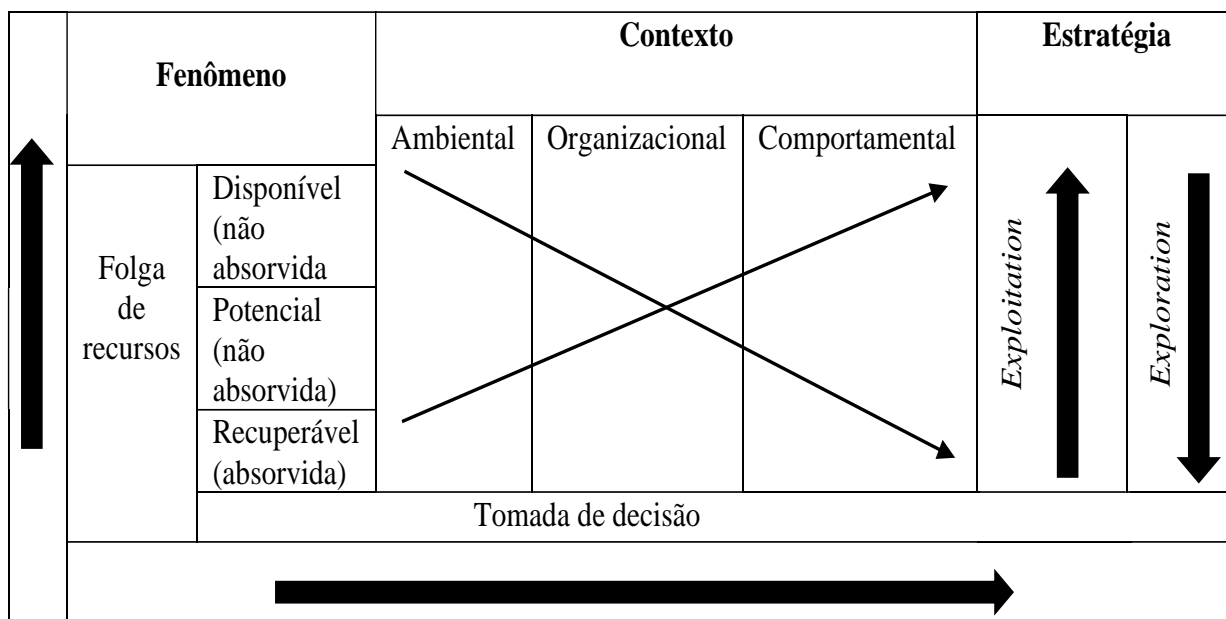 Fenômeno
Contexto
Estratégia
Ambiental
Organizacional
Comportamental
Folga
de
recursos
Disponível
(não
absorvida
Potencial
(não
absorvida)
Recuperável
(absorvida)
Exploitation
Exploration
Tomada de decisão